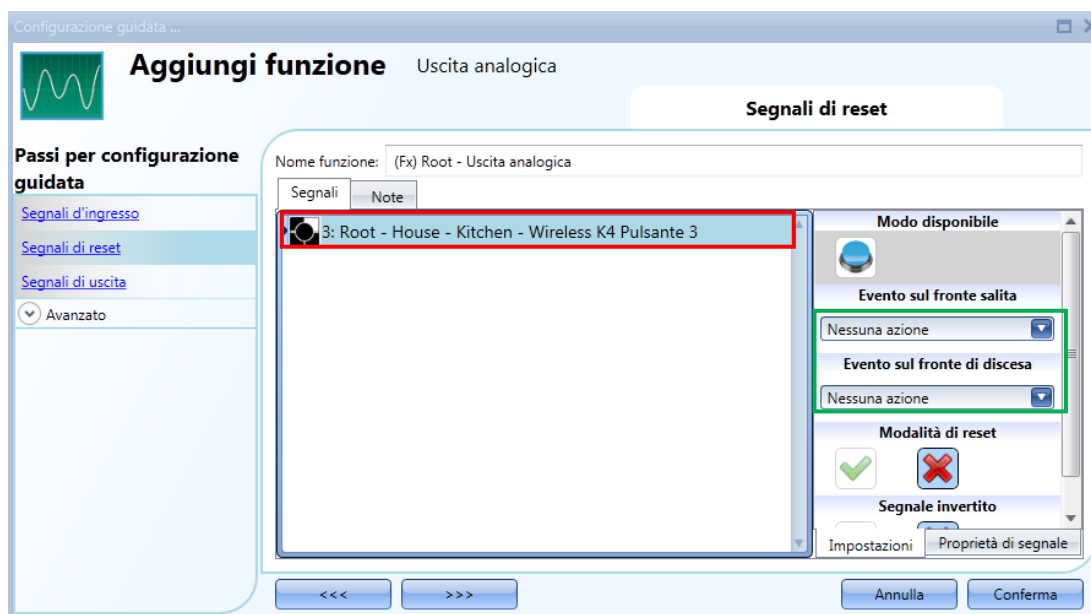 Configurazione guidata ...
Aggiungi funzione Uscita analogica
Segnali di reset
Passi per configurazione
guidata
Segnali d'ingresso
Segnali di reset
Segnali di uscita
Avanzato
Nome funzione: (Fx) Root - Uscita analogica
Segnali Note
3: Root - House - Kitchen - Wireless K4 Pulsante 3
Modo disponibile
Evento sul fronte salita
Nessuna azione
Evento sul fronte di discesa
Nessuna azione
Modalità di reset
Segnale invertito
Impostazioni Proprietà di segnale
<<< >>> Annulla Conferma